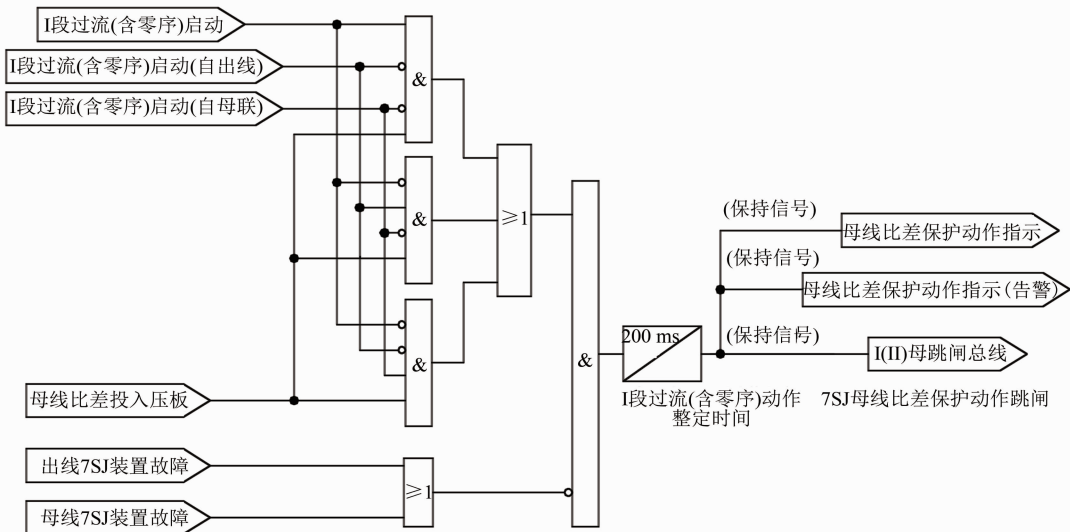 I段过流(含零序)启动
I段过流(含零序)启动(自出线)
I段过流(含零序)启动(自母联)
&
≥1
&
(保持信号)
母线比差保护动作指示
(保持信号)
母线比差保护动作指示(告警)
200 ms
(保持信号)
I(II)母跳闸总线
&
&
母线比差投入压板
I段过流(含零序)动作
整定时间
7SJ母线比差保护动作跳闸
出线7SJ装置故障
≥1
母线7SJ装置故障